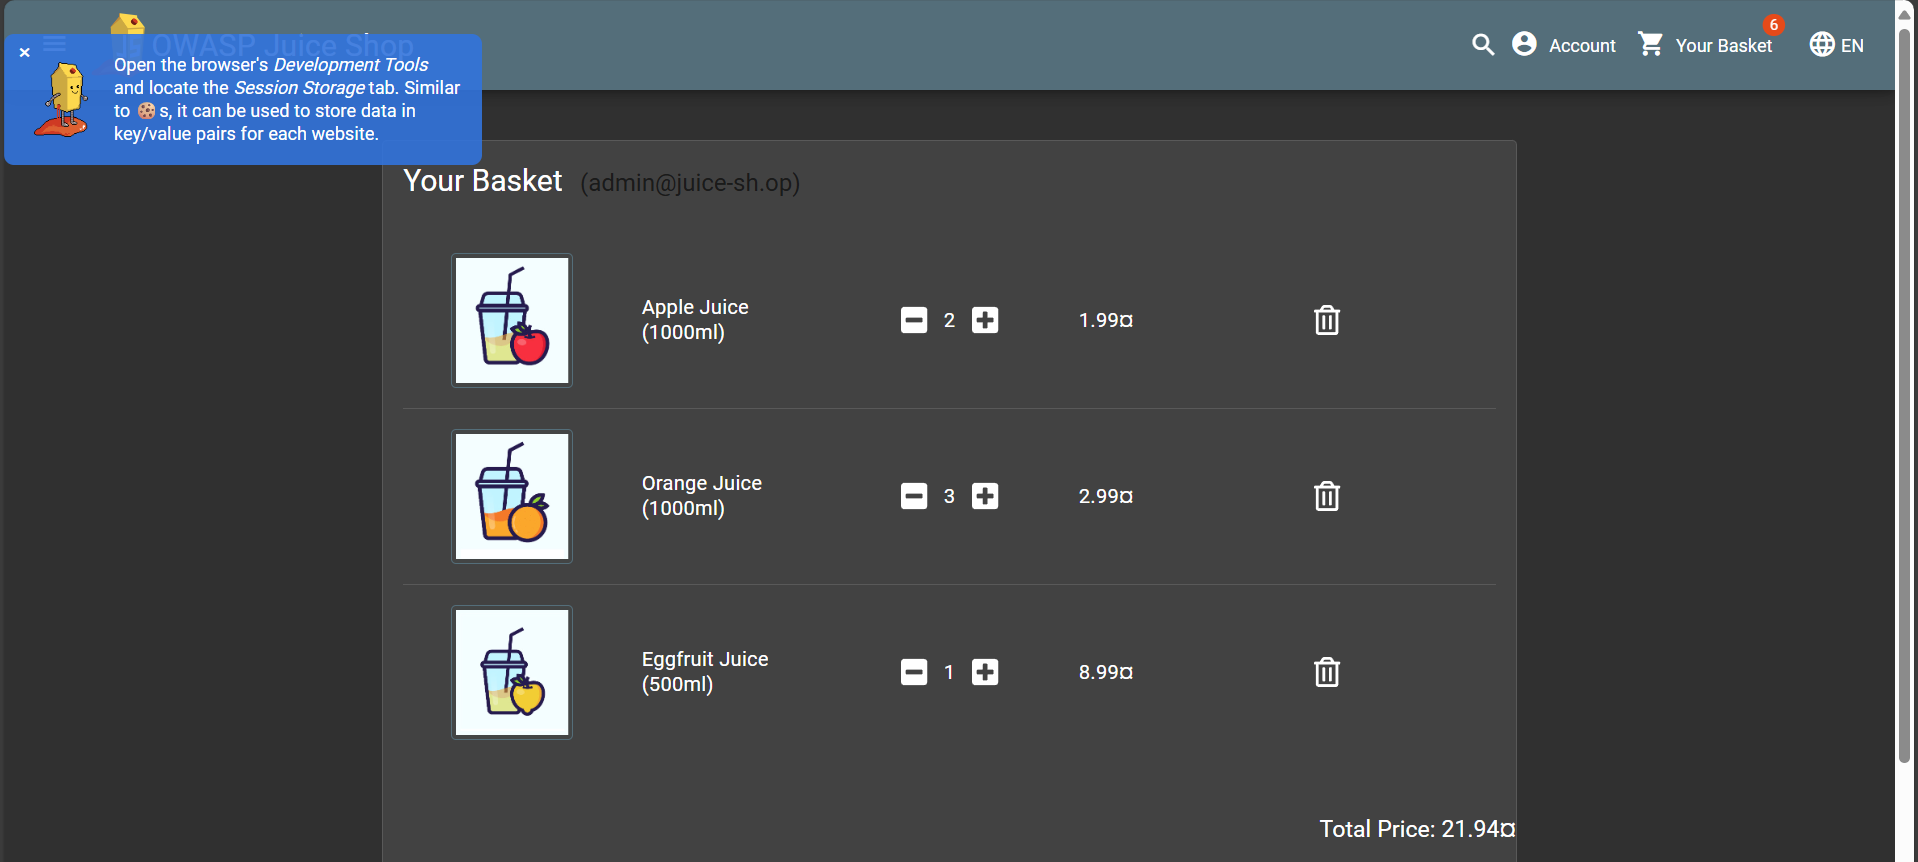 OWASP Juice Shop
Account
Your Basket
6
EN
×
Open the browser's Development Tools
and locate the Session Storage tab. Similar
to 🍪s, it can be used to store data in
key/value pairs for each website.
Your Basket (admin@juice-sh.op)
Apple Juice
(1000ml)
2
1.99¤
Orange Juice
(1000ml)
3
2.99¤
Eggfruit Juice
(500ml)
1
8.99¤
Total Price: 21.94¤